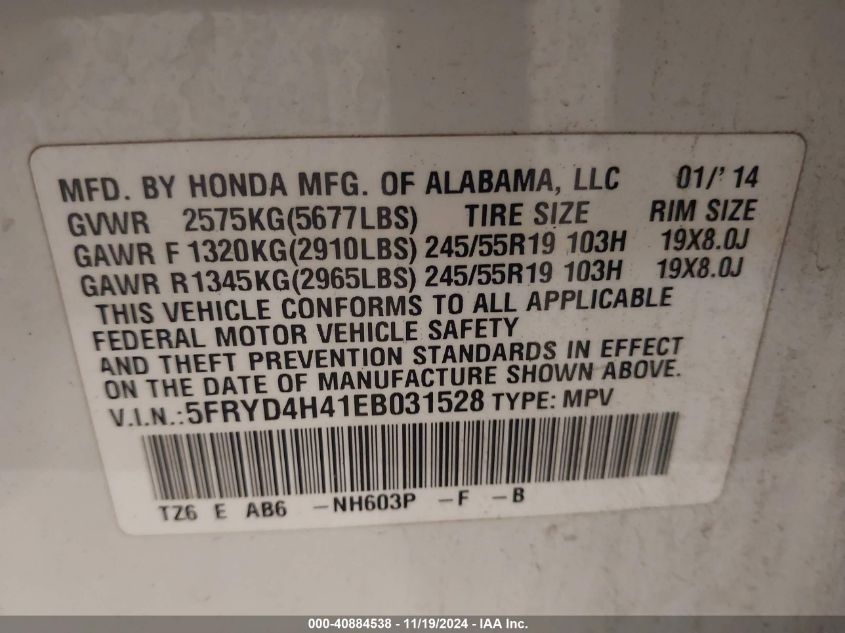 MFD. BY HONDA MFG. OF ALABAMA, LLC 01/' 14
GVWR 2575KG(5677LBS) TIRE SIZE RIM SIZE
GAWR F 1320KG(2910LBS) 245/55R19 103H 19X8.0J
GAWR R1345KG(2965LBS) 245/55R19 103H 19X8.0J
THIS VEHICLE CONFORMS TO ALL APPLICABLE
FEDERAL MOTOR VEHICLE SAFETY
AND THEFT PREVENTION STANDARDS IN EFFECT
ON THE DATE OF MANUFACTURE SHOWN ABOVE.
V.I.N.:5FRYD4H41EB031528 TYPE: MPV
TZ6 E AB6 -NH603P -F -B
000-40884538 - 11/19/2024 - IAA Inc.